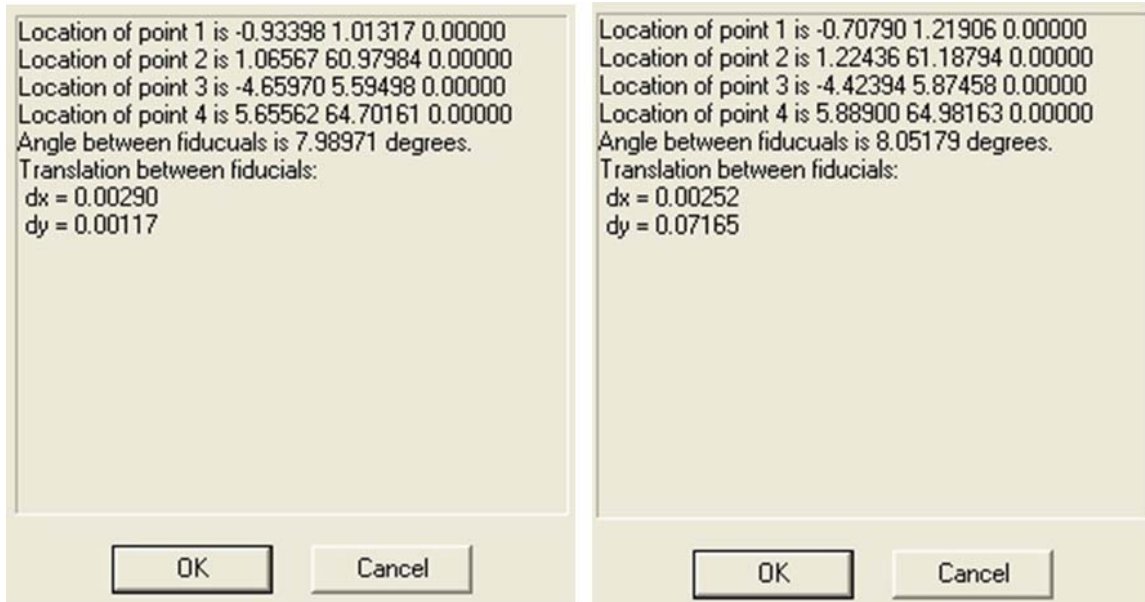 Location of point 1 is -0.93398 1.01317 0.00000
Location of point 2 is 1.06567 60.97984 0.00000
Location of point 3 is -4.65970 5.59498 0.00000
Location of point 4 is 5.65562 64.70161 0.00000
Angle between fiducuals is 7.98971 degrees.
Translation between fiducials:
dx = 0.00290
dy = 0.00117
OK
Cancel
Location of point 1 is -0.70790 1.21906 0.00000
Location of point 2 is 1.22436 61.18794 0.00000
Location of point 3 is -4.42394 5.87458 0.00000
Location of point 4 is 5.88900 64.98163 0.00000
Angle between fiducuals is 8.05179 degrees.
Translation between fiducials:
dx = 0.00252
dy = 0.07165
OK
Cancel